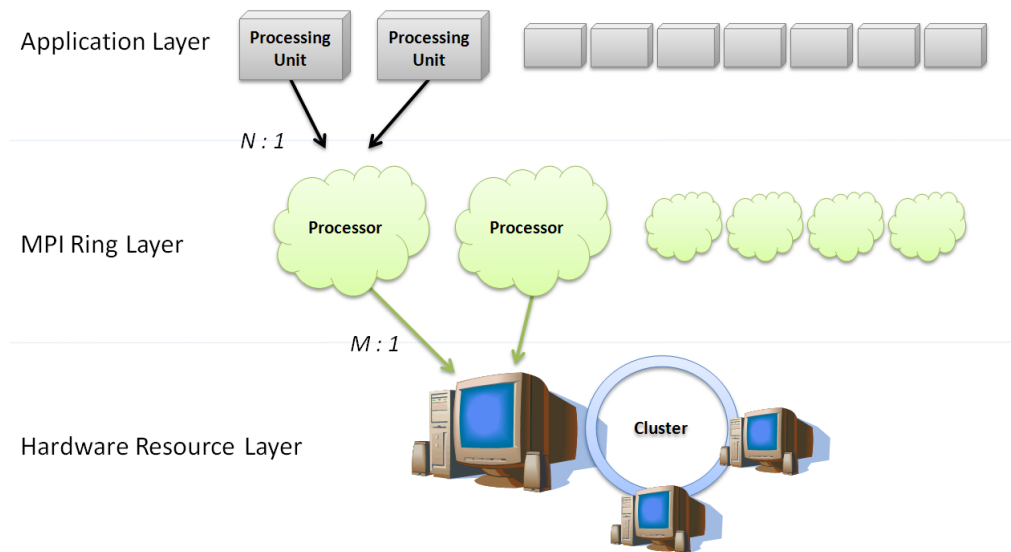 Application Layer
Processing
Unit
Processing
Unit
N : 1
MPI Ring Layer
Processor
Processor
M : 1
Hardware Resource Layer
Cluster